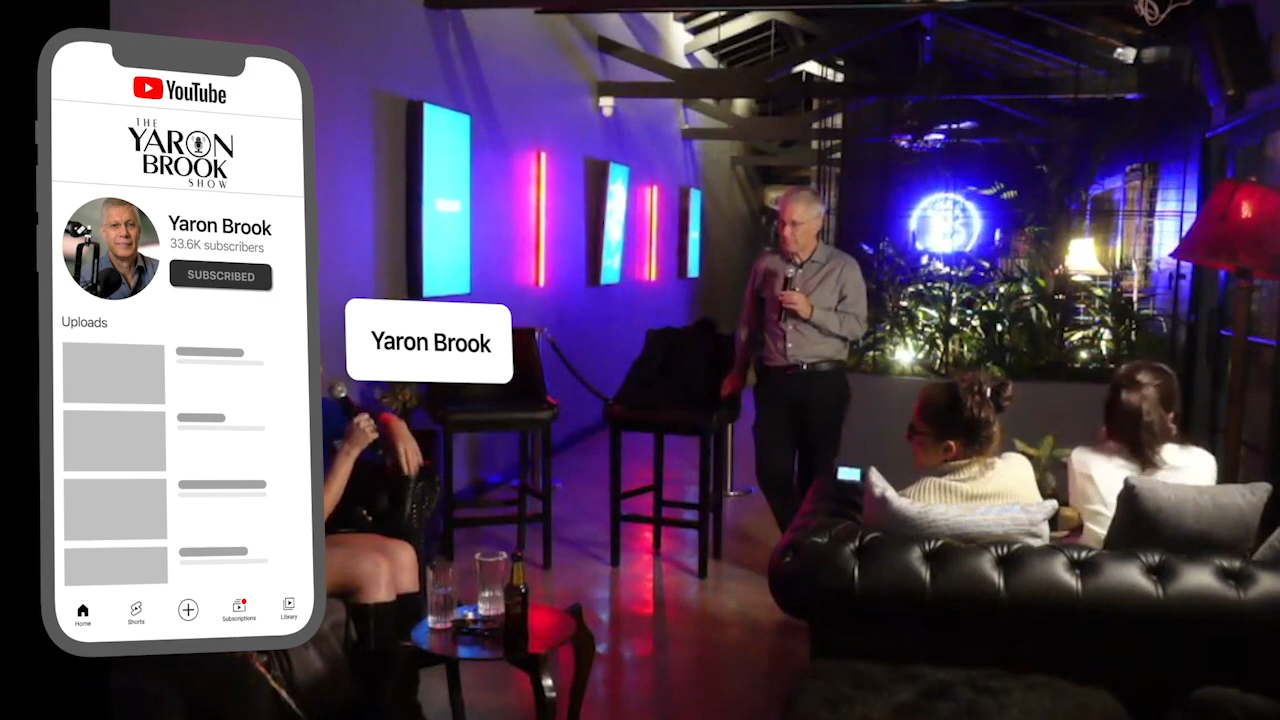 YouTube
THE
YARON
BROOK
SHOW
Yaron Brook
33.6K subscribers
SUBSCRIBED
Uploads
Home
Shorts
Subscriptions
Library
Yaron Brook